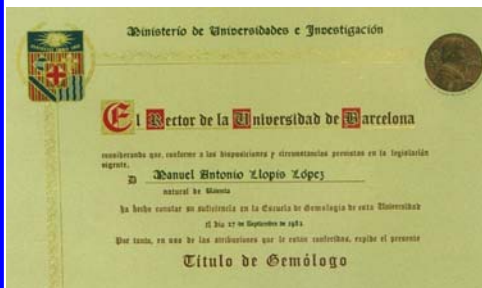 Ministerio de Universidades e Investigación
El Rector de la Universidad de Barcelona
considerando que, conforme a las disposiciones y circunstancias previstas en la legislación
vigente,
D Manuel Antonio Llopis López
natural de
ha hecho constar su suficiencia en la Escuela de Gemología de esta Universidad
el día 17 de Septiembre de 1981.
Por tanto, en uso de las atribuciones que le están conferidas, expide el presente
Título de Gemólogo